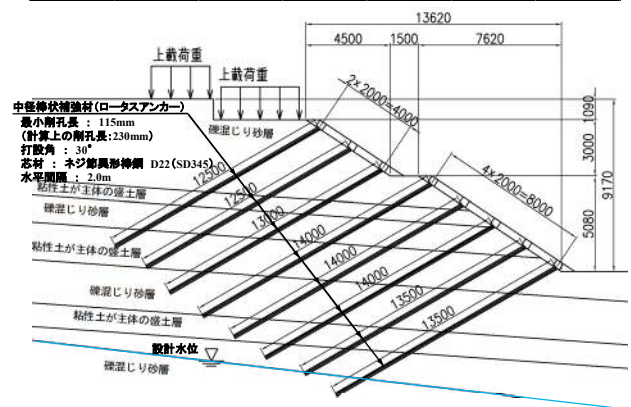 13620
4500
1500
7620
上載荷重
上載荷重
2×2000=4000
中径棒状補強材(ロータスアンカー)
最小削孔長 : 115mm
(計算上の削孔長:230mm)
打設角 : 30°
芯材 : ネジ節異形棒鋼 D22(SD345)
水平間隔 : 2.0m
礫混じり砂層
1090
3000
9170
5080
4×2000=8000
12500
12500
13000
14000
14000
14000
13500
13500
粘性土が主体の盛土層
礫混じり砂層
粘性土が主体の盛土層
礫混じり砂層
粘性土が主体の盛土層
設計水位
礫混じり砂層